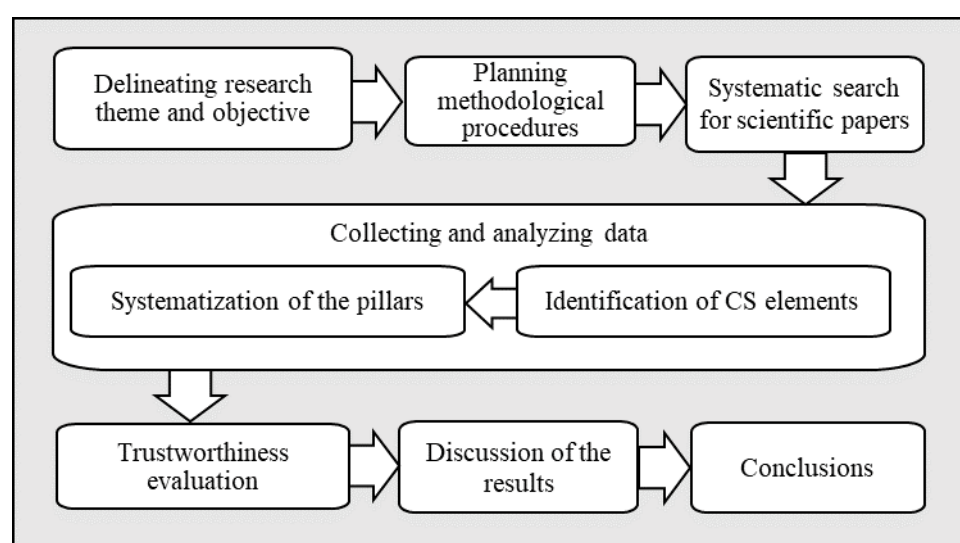 Delineating research
theme and objective
Planning
methodological
procedures
Systematic search
for scientific papers
Collecting and analyzing data
Systematization of the pillars
Identification of CS elements
Trustworthiness
evaluation
Discussion of the
results
Conclusions